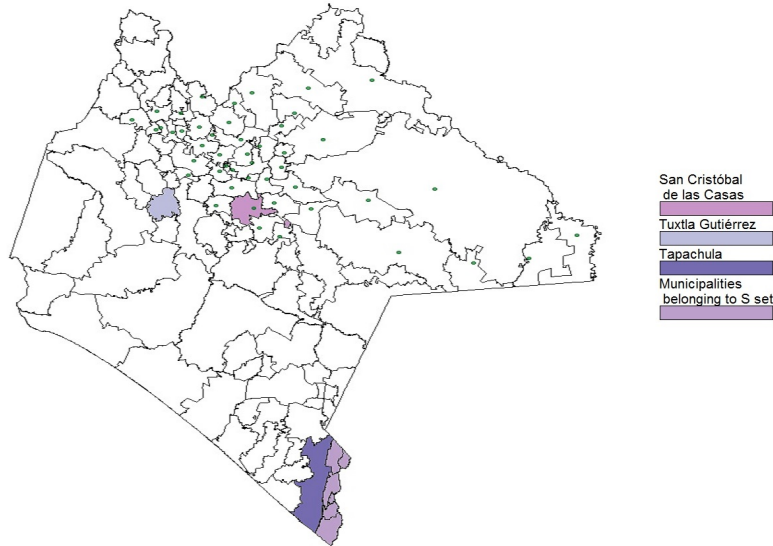 San Cristóbal
de las Casas
Tuxtla Gutiérrez
Tapachula
Municipalities
belonging to S set